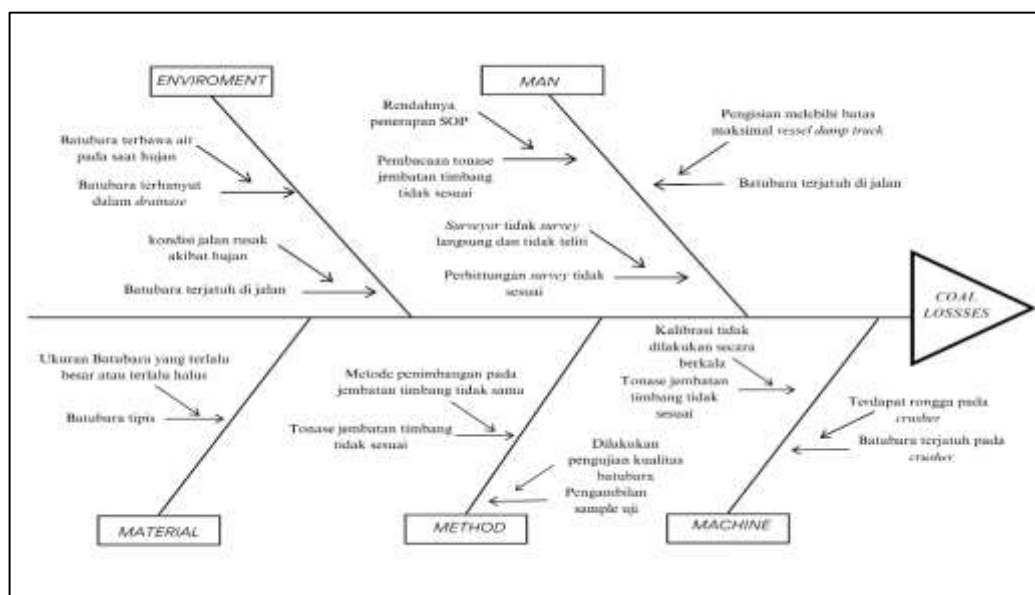 ENVIROMENT
MAN
Rendahnya
penerapan SOP
Pembacaan tonase
jembatan timbang
tidak sesuai
Pengisian melebihi batas
maksimal vessel dump truck
Batubara terjatuh di jalan
Batubara terbawa air
pada saat hujan
Batubara terhanyut
dalam
kondisi jalan rusak
akibat hujan
Batubara terjatuh di jalan
Surveyor tidak survey
langsung dan tidak teliti
Perhittungan survey tidak
sesuai
COAL
LOSSSES
Ukuran Batubara yang terlalu
besar atau terlalu halus
Batubara tipis
Metode penimbangan pada
jembatan timbang tidak sama
Tonase jembatan timbang
tidak sesuai
Dilakukan
pengujian kualitas
batubara
Pengambilan
sample uji
Kalibrasi tidak
dilakukan secara
berkala
Tonase jembatan
timbang tidak
sesuai
Terdapat rongga pada
crusher
Batubara terjatuh pada
crusher.
MATERIAL
METHOD
MACHINE